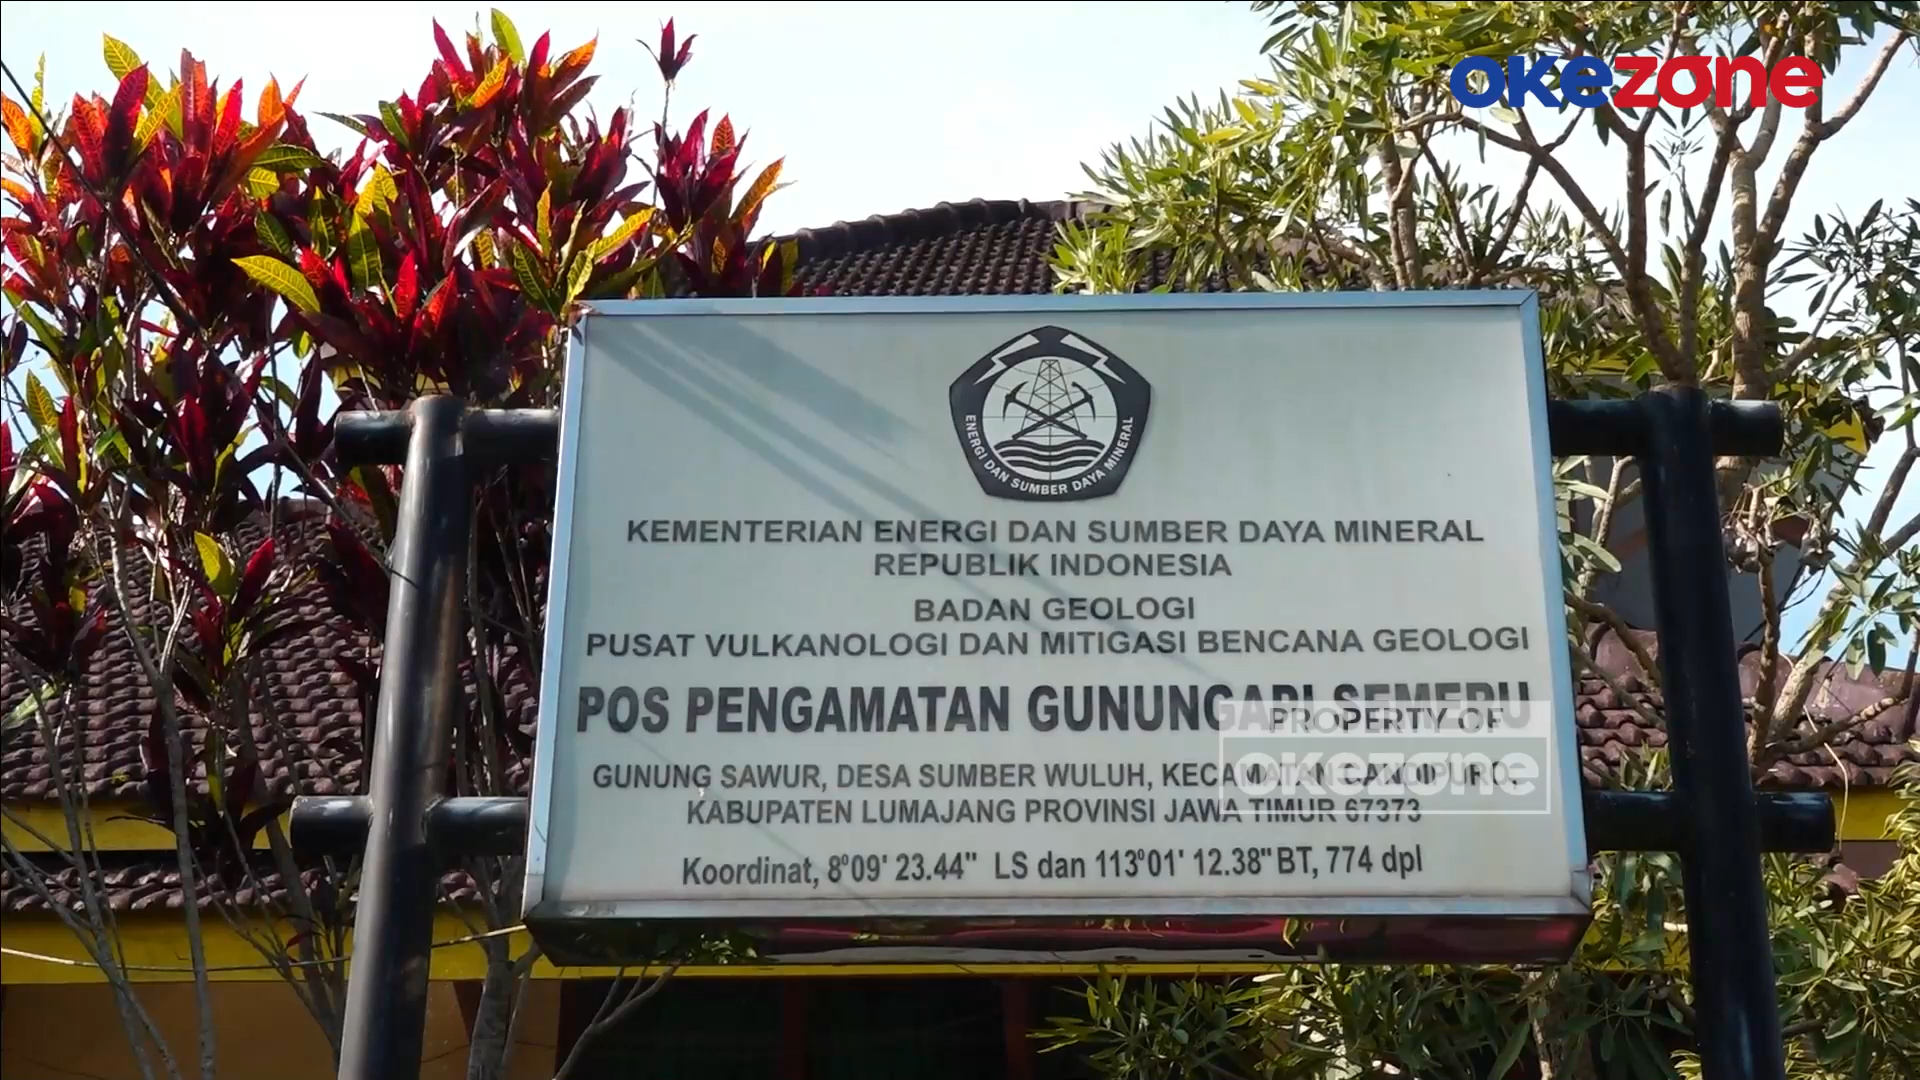 okezone
ENERGI DAN SUMBER DAYA MINERAL
KEMENTERIAN ENERGI DAN SUMBER DAYA MINERAL
REPUBLIK INDONESIA
BADAN GEOLOGI
PUSAT VULKANOLOGI DAN MITIGASI BENCANA GEOLOGI
POS PENGAMATAN GUNUNGAPI SEMERU
PROPERTY OF
okezone
GUNUNG SAWUR, DESA SUMBER WULUH, KECAMATAN CANDIPURO,
KABUPATEN LUMAJANG PROVINSI JAWA TIMUR 67373
Koordinat, 8°09' 23.44" LS dan 113°01' 12.38" BT, 774 dpl